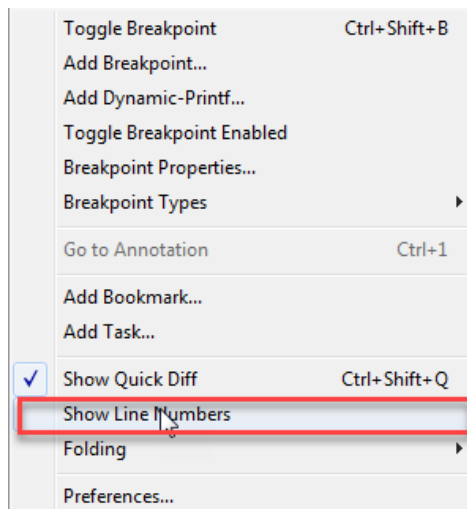 Toggle Breakpoint Ctrl+Shift+B
Add Breakpoint...
Add Dynamic-Printf...
Toggle Breakpoint Enabled
Breakpoint Properties...
Breakpoint Types
Go to Annotation Ctrl+1
Add Bookmark...
Add Task...
Show Quick Diff Ctrl+Shift+Q
Show Line Numbers
Folding
Preferences...